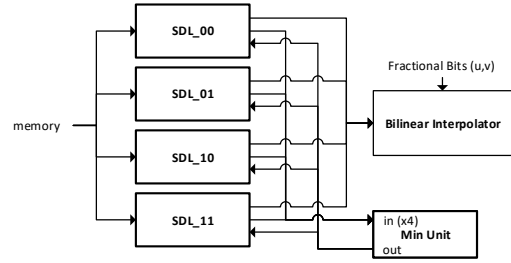 SDL_00
SDL_01
Fractional Bits (u,v)
memory
Bilinear Interpolator
SDL_10
SDL_11
in (x4)
Min Unit
out